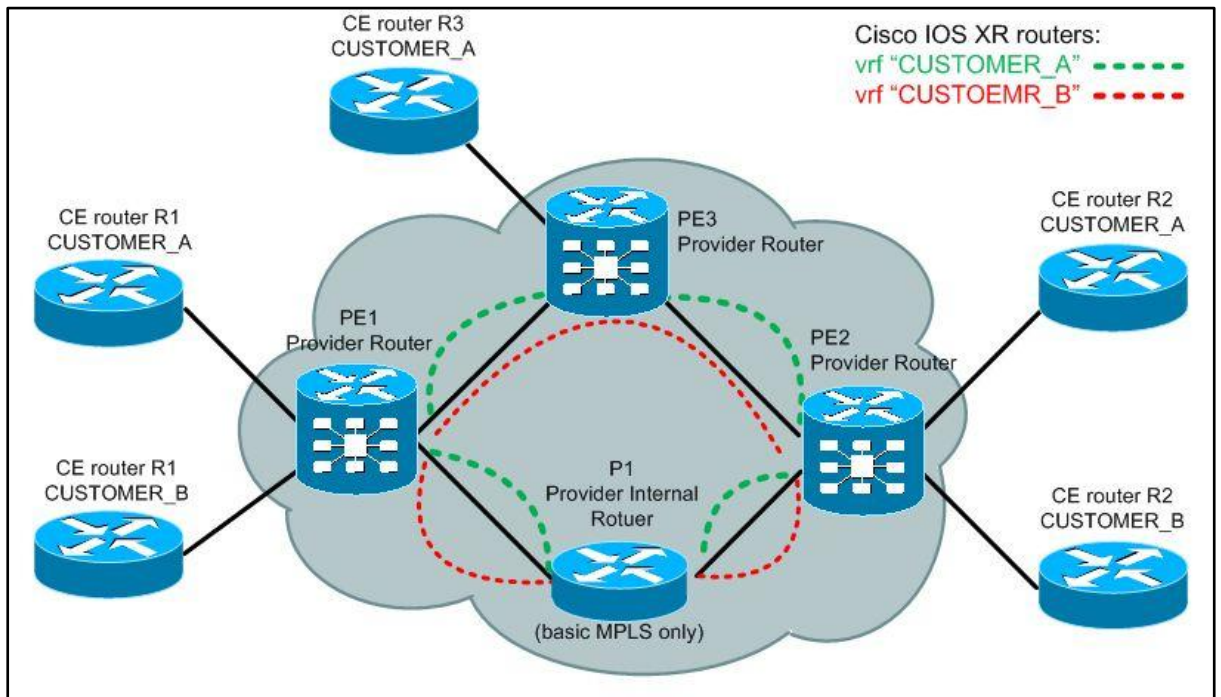 CE router R3
CUSTOMER_A
Cisco IOS XR routers:
vrf "CUSTOMER_A"
vrf "CUSTOEMR_B"
CE router R1
CUSTOMER_A
PE3
Provider Router
CE router R2
CUSTOMER_A
PE1
Provider Router
PE2
Provider Router
CE router R1
CUSTOMER_B
P1
Provider Internal
Rotuer
CE router R2
CUSTOMER_B
(basic MPLS only)